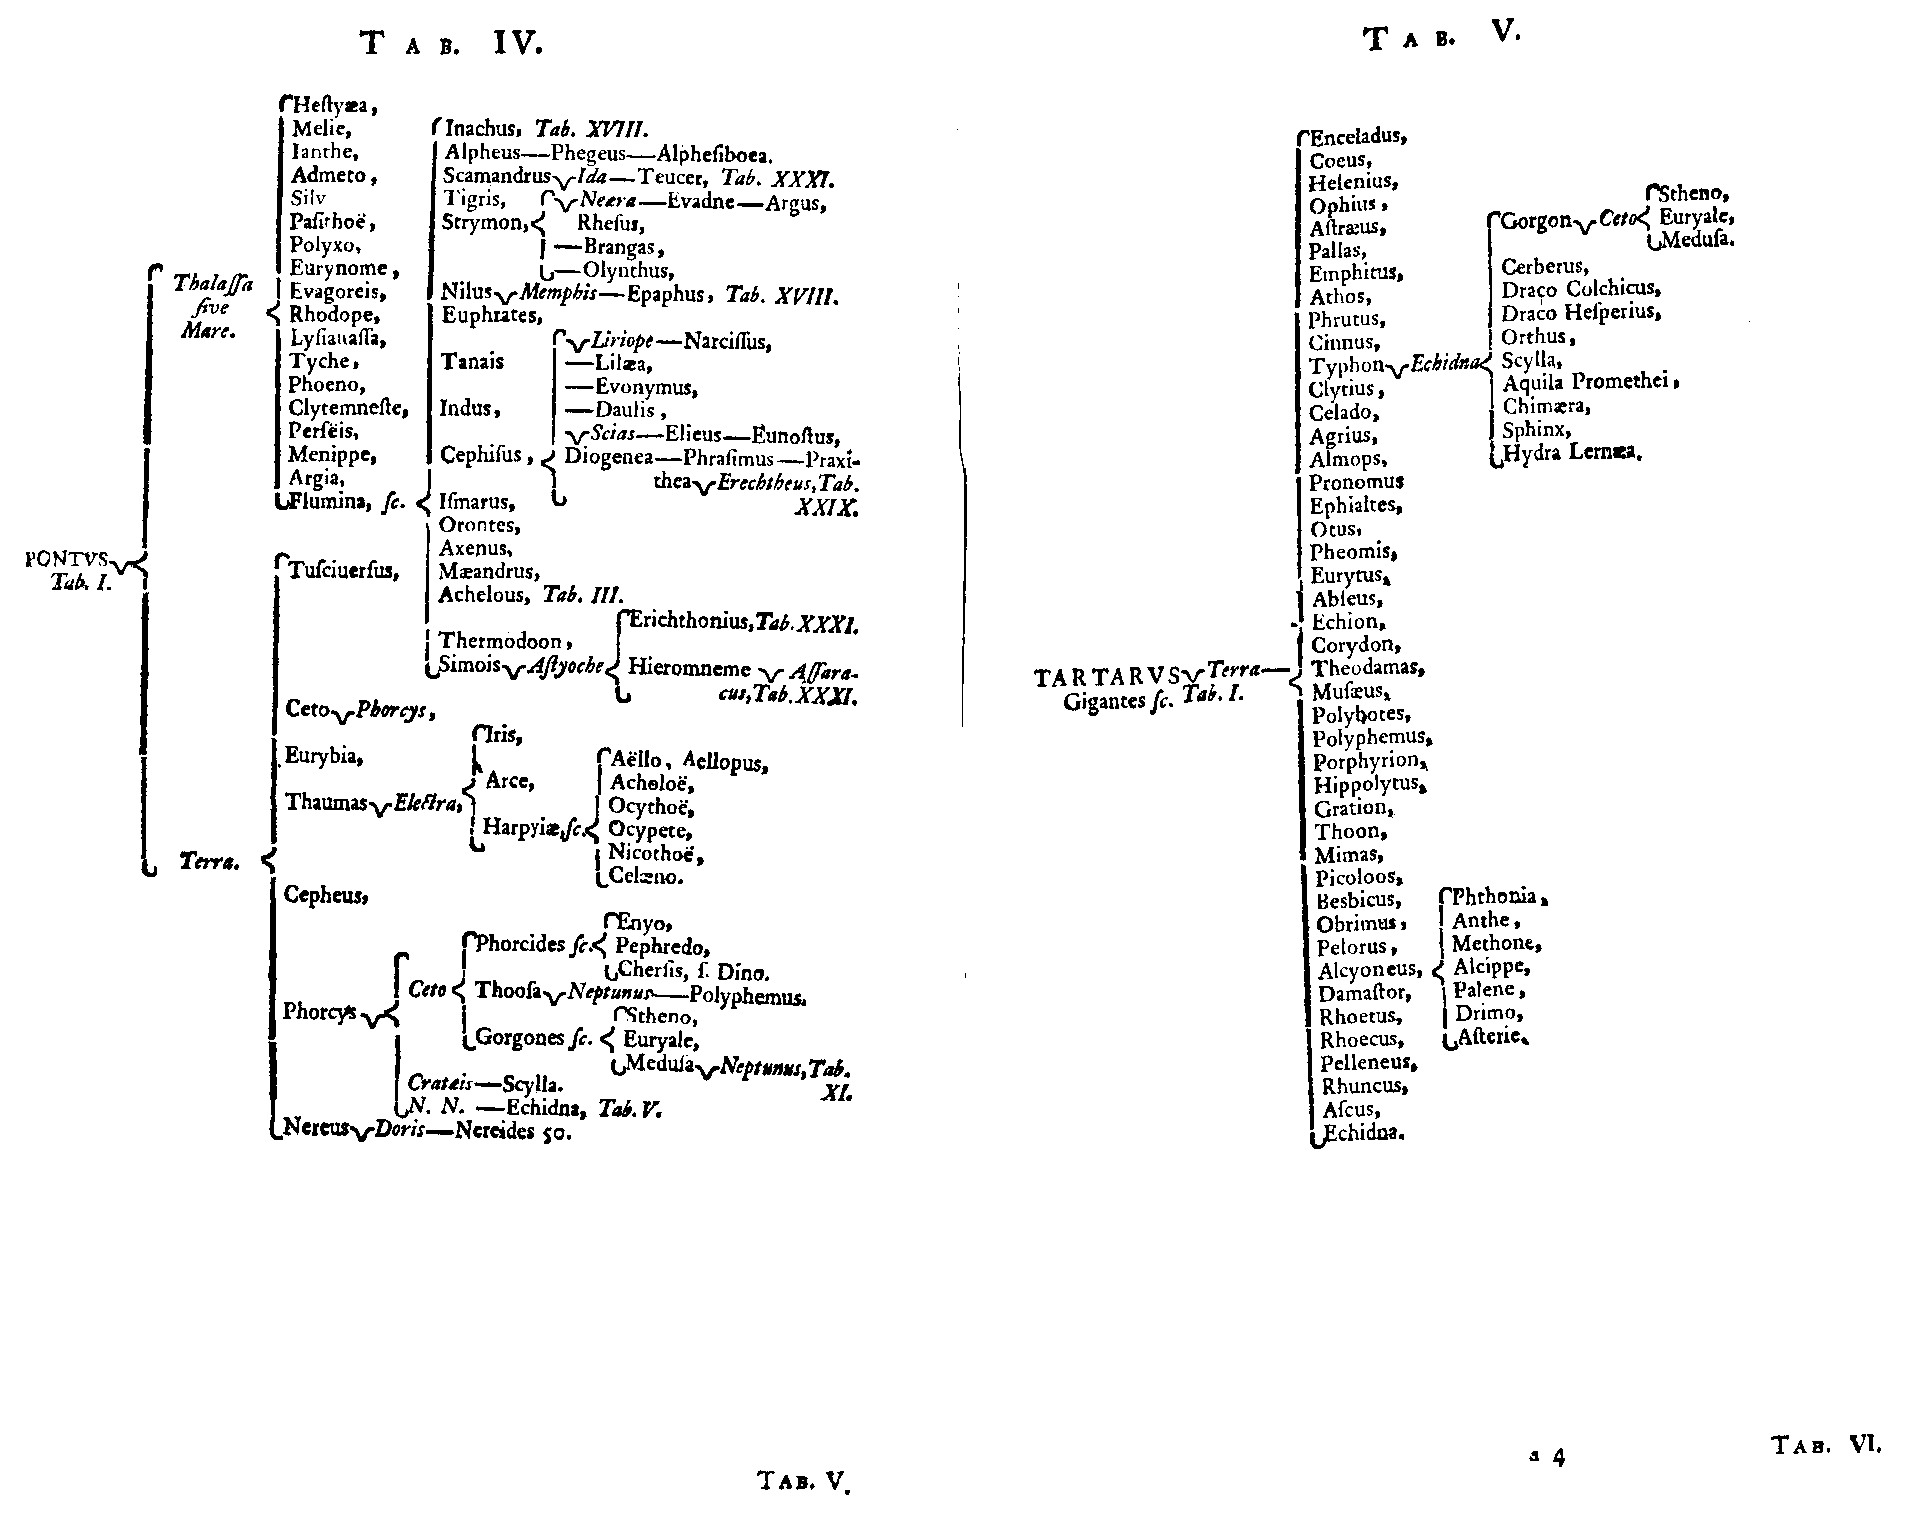 TAB. IV.
Heſtyæa,
Melie,
Ianthe,
Admeto,
Silv
Paſithoë,
Polyxo,
Eurynome,
Evagoreis,
Rhodope,
Lyſianaſſa,
Tyche,
Phoeno,
Clytemneſte,
Perſëis,
Menippe,
Argia,
Flumina, ſc.
Thalaſſa
ſive
Mare.
Inachus, Tab. XVIII.
Alpheus—Phegeus—Alpheſiboea.
Scamandrus Ida—Teucer, Tab. XXXI.
Tigris,
Neæra—Evadne—Argus,
Strymon, Rheſus,
—Brangas,
—Olynthus,
Nilus Memphis—Epaphus, Tab. XVIII.
Euphrates,
Liriope—Narciſſus,
Tanais —Lilæa,
—Evonymus,
Indus, —Daulis,
Scias—Elieus—Eunoſtus,
Cephiſus, Diogenea—Phraſimus—Praxi-
thea Erechtheus, Tab.
XXIX.
Iſmarus,
Orontes,
Axenus,
Mæandrus,
Achelous, Tab. III.
Erichthonius, Tab. XXXI.
Thermodoon,
Simois Aſtyoche Hieromneme Aſſara-
cus, Tab. XXXI.
PONTVS
Tab. I.
Terra.
Tuſciuerſus,
Ceto Phorcys,
Eurybia,
Thaumas Electra,
Iris,
Arce,
Harpyiæ, ſc.
Aëllo, Aellopus,
Acholoë,
Ocythoë,
Ocypete,
Nicothoë,
Celæno.
Cepheus,
Phorcys
Ceto
Phorcides ſc.
Enyo,
Pephredo,
Cherſis, ſ. Dino.
Thooſa Neptunus—Polyphemus.
Gorgones ſc.
Stheno,
Euryale,
Meduſa Neptunus, Tab.
XI.
Cratæis—Scylla.
N. N. —Echidna, Tab. V.
Nereus Doris—Nereides 50.
TAB. V.
TAB. V.
TARTARVS Terra—
Gigantes ſc. Tab. I.
Enceladus,
Coeus,
Helenius,
Ophius,
Aſtræus,
Pallas,
Emphitus,
Athos,
Phrutus,
Cinnus,
Typhon Echidna
Clytius,
Celado,
Agrius,
Almops,
Pronomus
Ephialtes,
Otus,
Pheomis,
Eurytus,
Abſeus,
Echion,
Corydon,
Theodamas,
Muſæus,
Polybotes,
Polyphemus,
Porphyrion,
Hippolytus,
Gration,
Thoon,
Mimas,
Picoloos,
Besbicus,
Obrimus,
Pelorus,
Alcyoneus,
Damaſtor,
Rhoetus,
Rhoecus,
Pelleneus,
Rhuncus,
Aſcus,
Echidna.
Gorgon Ceto
Stheno,
Euryale,
Meduſa.
Cerberus,
Draco Colchicus,
Draco Heſperius,
Orthus,
Scylla,
Aquila Promethei,
Chimæra,
Sphinx,
Hydra Lernæa.
Phthonia,
Anthe,
Methone,
Alcippe,
Palene,
Drimo,
Aſterie.
a 4
TAB. VI.